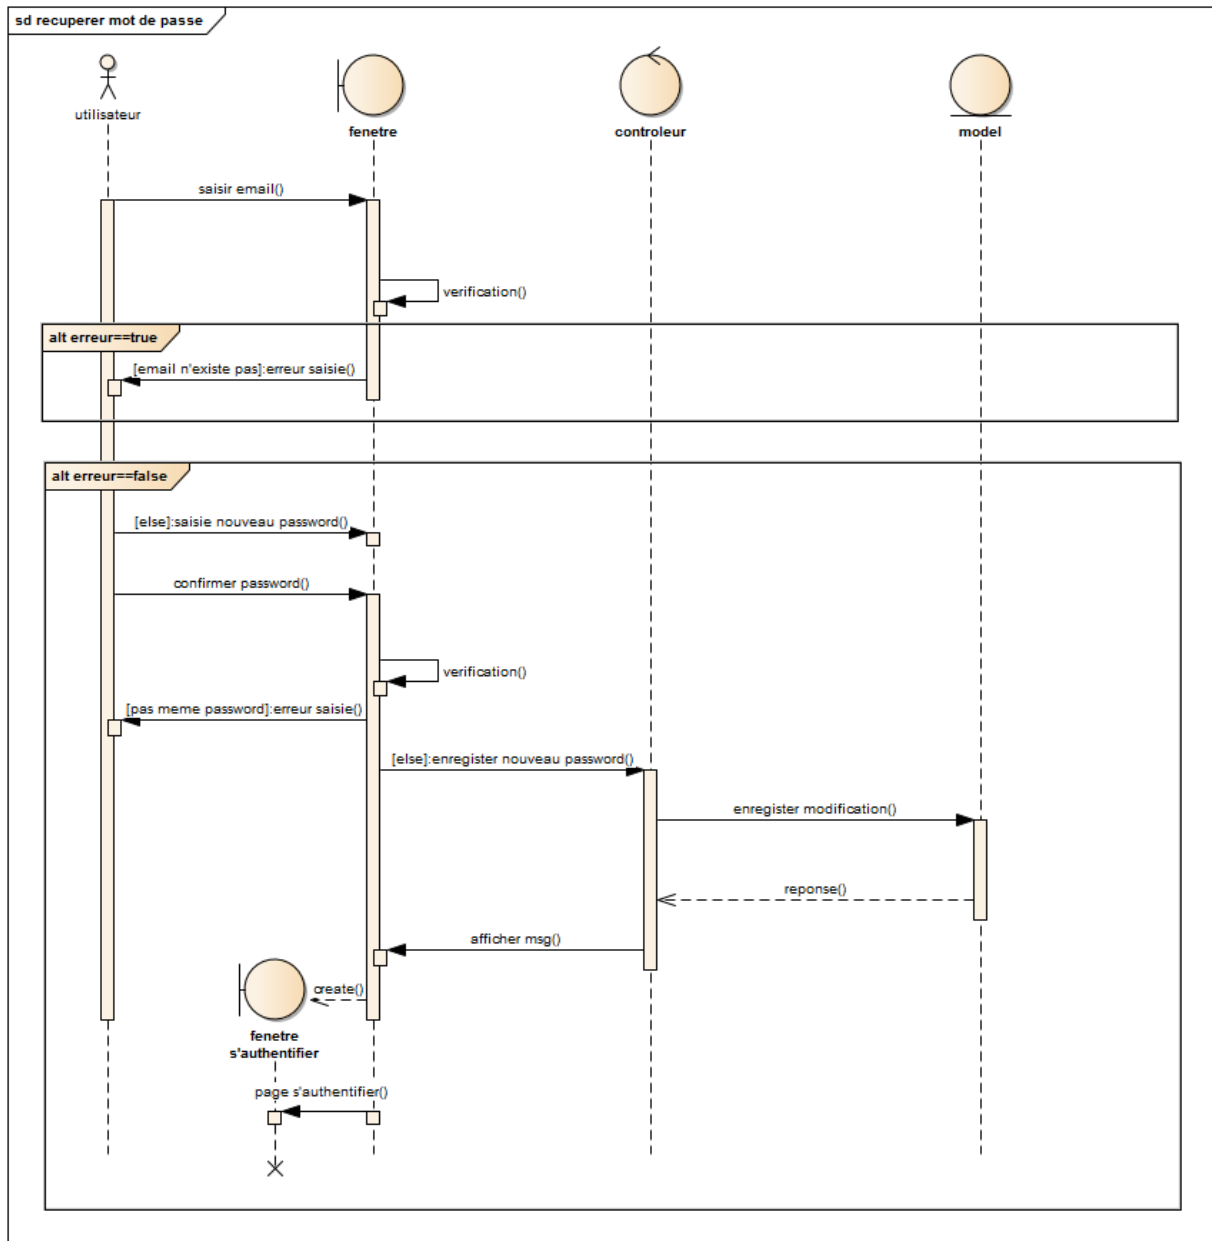 sd recuperer mot de passe
utilisateur
fenetre
controleur
model
saisir email()
verification()
alt erreur==true
[email n'existe pas]:erreur saisie()
alt erreur==false
[else]:saisie nouveau password()
confirmer password()
verification()
[pas meme password]:erreur saisie()
[else]:enregister nouveau password()
enregister modification()
reponse()
afficher msg()
create()
fenetre
s'authentifier
page s'authentifier()